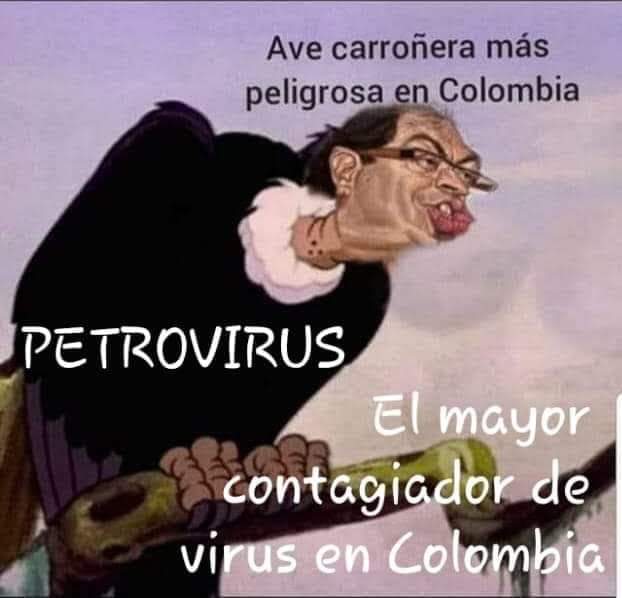 Ave carroñera más
peligrosa en Colombia
PETROVIRUS
El mayor
contagiador de
virus en Colombia